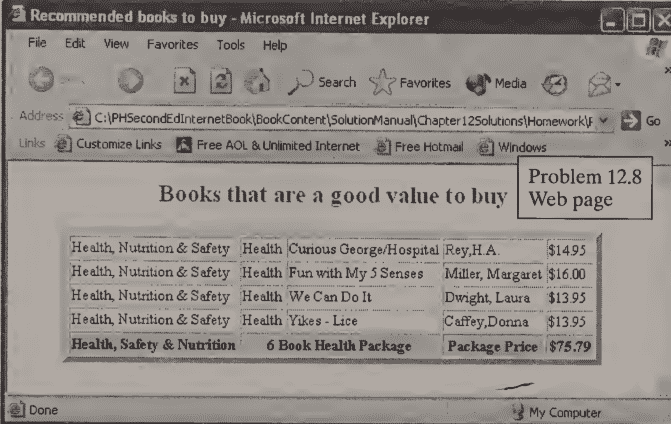 Recommended books to buy - Microsoft Internet Explorer
File Edit View Favorites Tools Help
Search Favorites Media
Address C:\PHSecondEdInternetBook\BookContent\SolutionManual\Chapter12Solutions\Homework\F Go
Links Customize Links Free AOL & Unlimited Internet Free Hotmail Windows
Problem 12.8
Web page
Books that are a good value to buy
Health, Nutrition & Safety Health Curious George/Hospital Rey,H.A. $14.95
Health, Nutrition & Safety Health Fun with My 5 Senses Miller, Margaret $16.00
Health, Nutrition & Safety Health We Can Do It Dwight, Laura $13.95
Health, Nutrition & Safety Health Yikes - Lice Caffey,Donna $13.95
Health, Safety & Nutrition 6 Book Health Package Package Price $75.79
Done My Computer